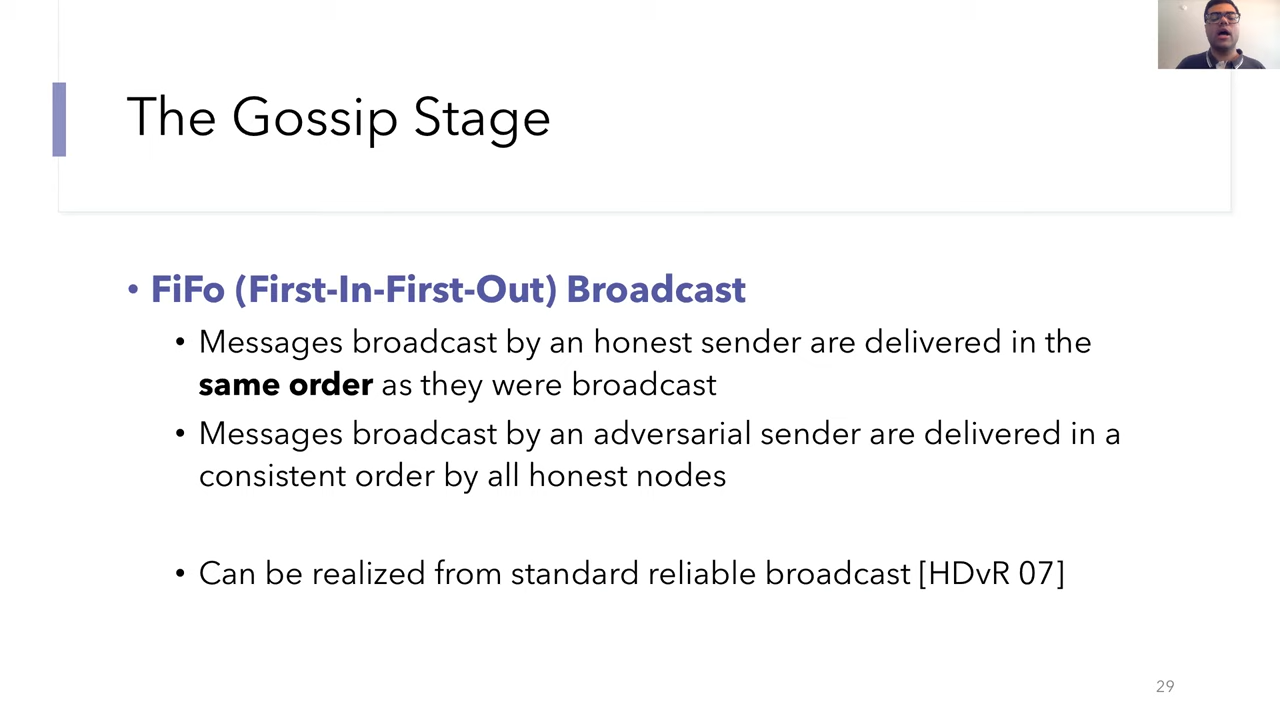 The Gossip Stage
• FiFo (First-In-First-Out) Broadcast
• Messages broadcast by an honest sender are delivered in the
same order as they were broadcast
• Messages broadcast by an adversarial sender are delivered in a
consistent order by all honest nodes
• Can be realized from standard reliable broadcast [HDvR 07]
29